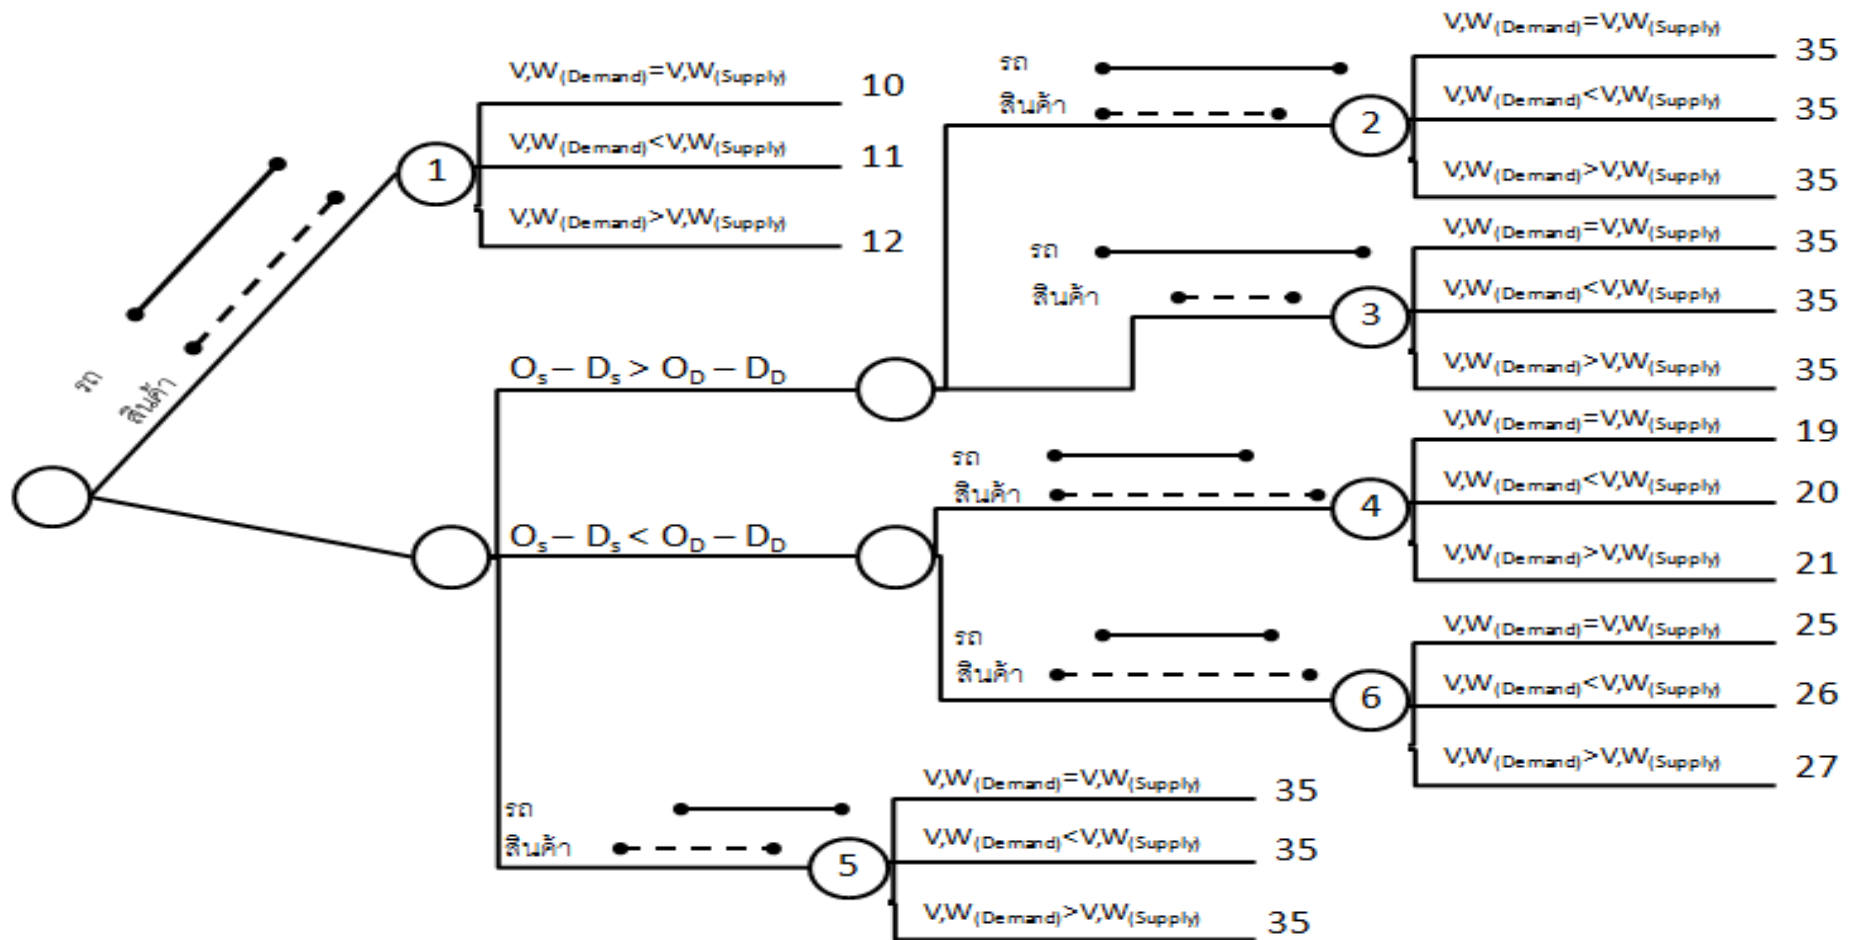 รถ
สินค้า
1
V,W(Demand)=V,W(Supply)
10
V,W(Demand)<V,W(Supply)
11
V,W(Demand)>V,W(Supply)
12
Os – Ds > OD – DD
รถ
สินค้า
2
V,W(Demand)=V,W(Supply)
35
V,W(Demand)<V,W(Supply)
35
V,W(Demand)>V,W(Supply)
35
รถ
สินค้า
3
V,W(Demand)=V,W(Supply)
35
V,W(Demand)<V,W(Supply)
35
V,W(Demand)>V,W(Supply)
35
Os – Ds < OD – DD
รถ
สินค้า
4
V,W(Demand)=V,W(Supply)
19
V,W(Demand)<V,W(Supply)
20
V,W(Demand)>V,W(Supply)
21
รถ
สินค้า
6
V,W(Demand)=V,W(Supply)
25
V,W(Demand)<V,W(Supply)
26
V,W(Demand)>V,W(Supply)
27
รถ
สินค้า
5
V,W(Demand)=V,W(Supply)
35
V,W(Demand)<V,W(Supply)
35
V,W(Demand)>V,W(Supply)
35